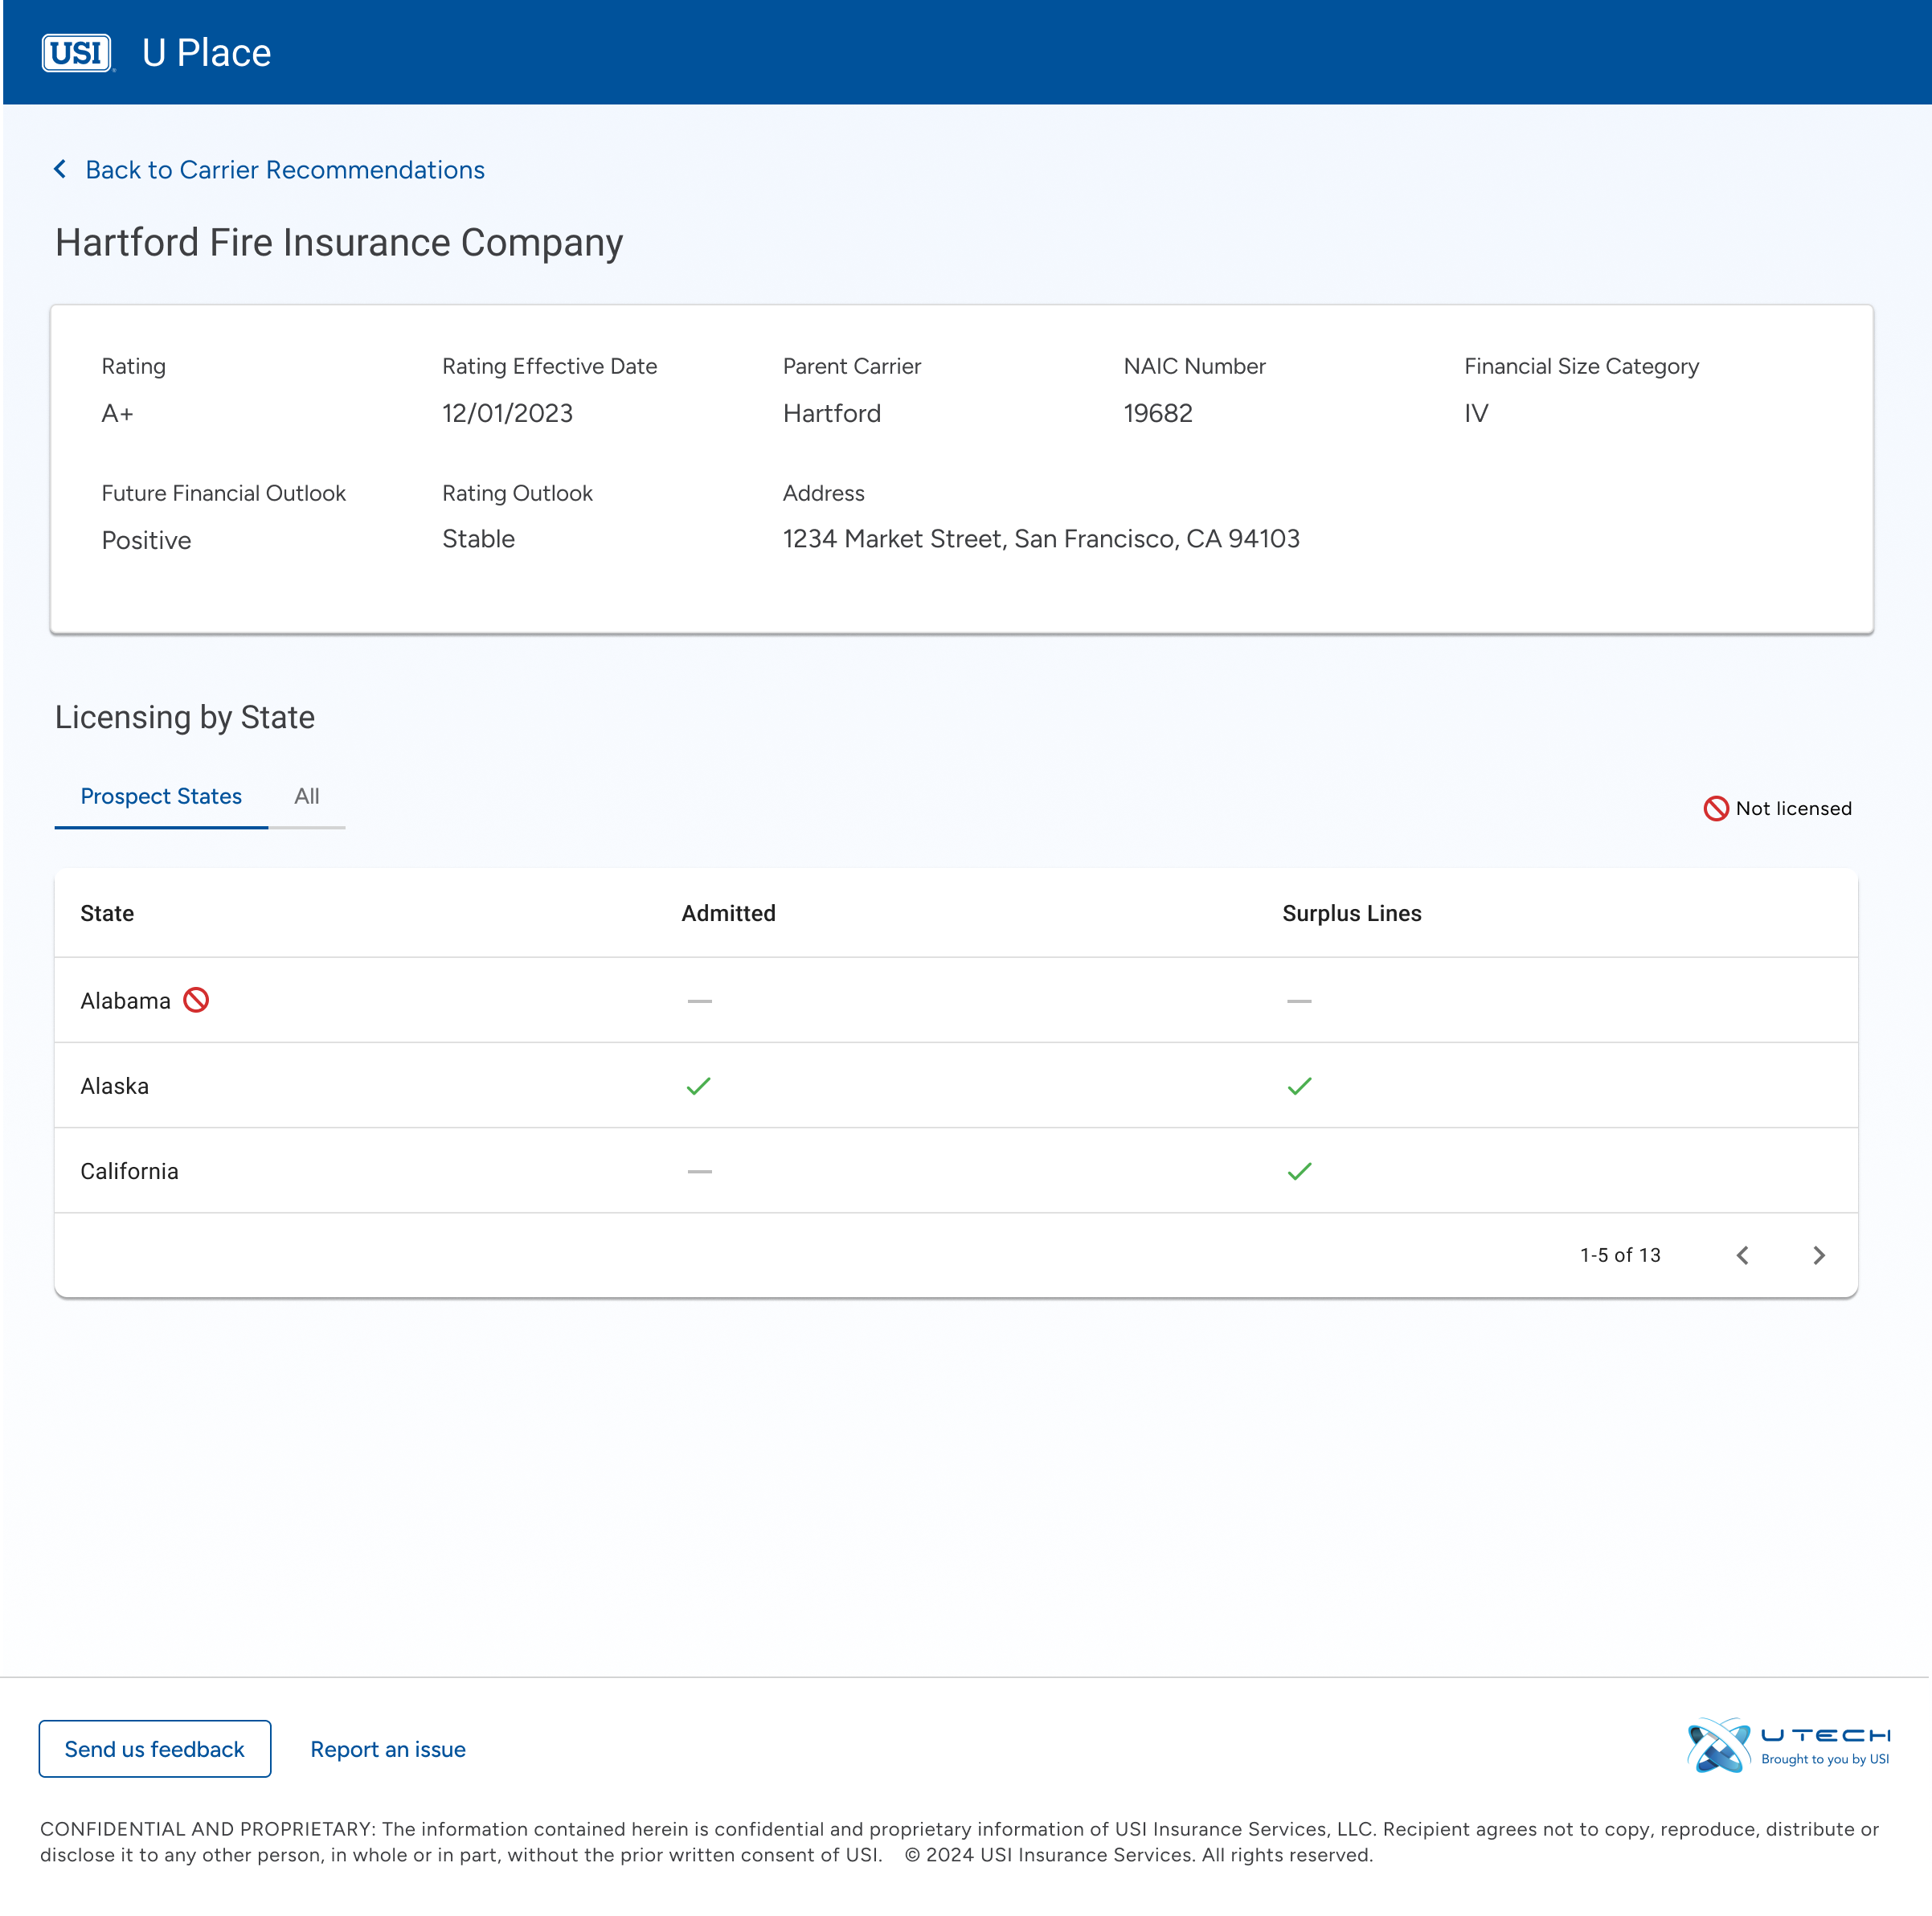 USI® U Place
Back to Carrier Recommendations
Hartford Fire Insurance Company
Rating Rating Effective Date Parent Carrier NAIC Number Financial Size Category
A+ 12/01/2023 Hartford 19682 IV
Future Financial Outlook Rating Outlook Address
Positive Stable 1234 Market Street, San Francisco, CA 94103
Licensing by State
Prospect States All
Not licensed
State Admitted Surplus Lines
Alabama — —
Alaska ✓ ✓
California — ✓
1-5 of 13
Send us feedback Report an issue
U TECH
Brought to you by USI
CONFIDENTIAL AND PROPRIETARY: The information contained herein is confidential and proprietary information of USI Insurance Services, LLC. Recipient agrees not to copy, reproduce, distribute or
disclose it to any other person, in whole or in part, without the prior written consent of USI. © 2024 USI Insurance Services. All rights reserved.